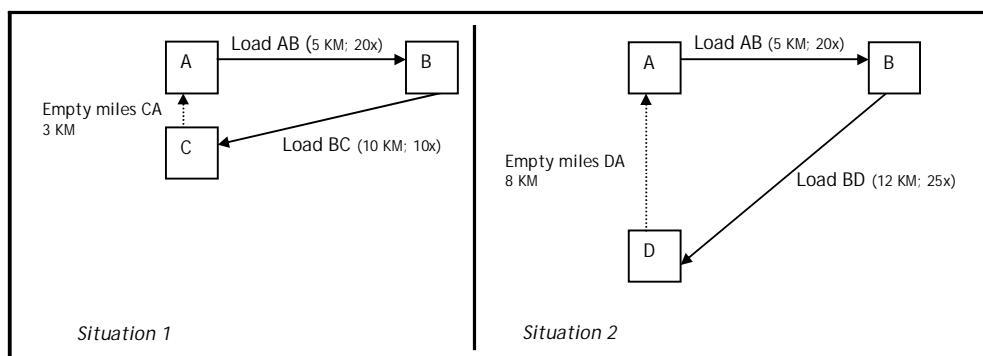 A
Load AB (5 KM; 20x)
B
Empty miles CA
3 KM
C
Load BC (10 KM; 10x)
Situation 1
A
Load AB (5 KM; 20x)
B
Empty miles DA
8 KM
Load BD (12 KM; 25x)
D
Situation 2